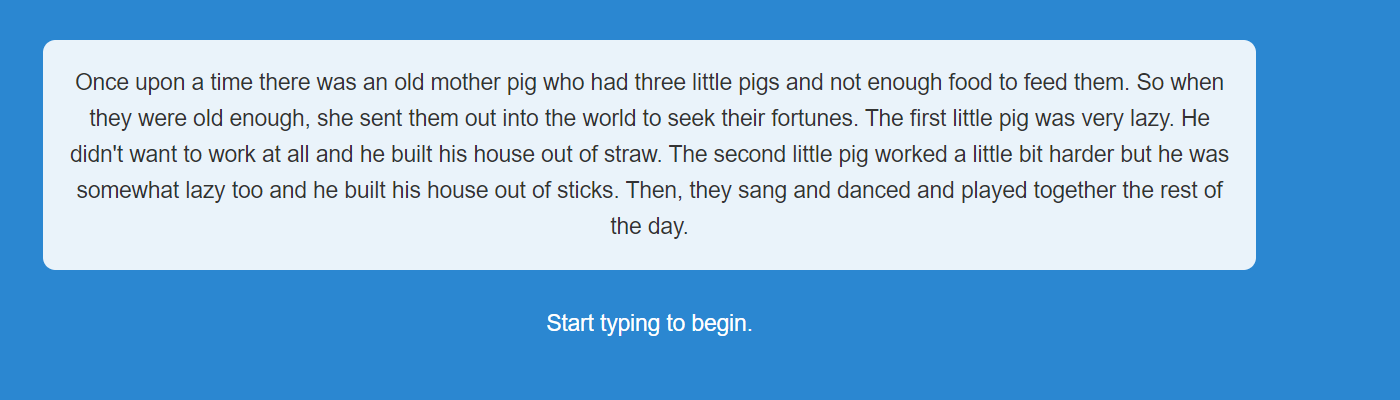 Once upon a time there was an old mother pig who had three little pigs and not enough food to feed them. So when
they were old enough, she sent them out into the world to seek their fortunes. The first little pig was very lazy. He
didn't want to work at all and he built his house out of straw. The second little pig worked a little bit harder but he was
somewhat lazy too and he built his house out of sticks. Then, they sang and danced and played together the rest of
the day.
Start typing to begin.